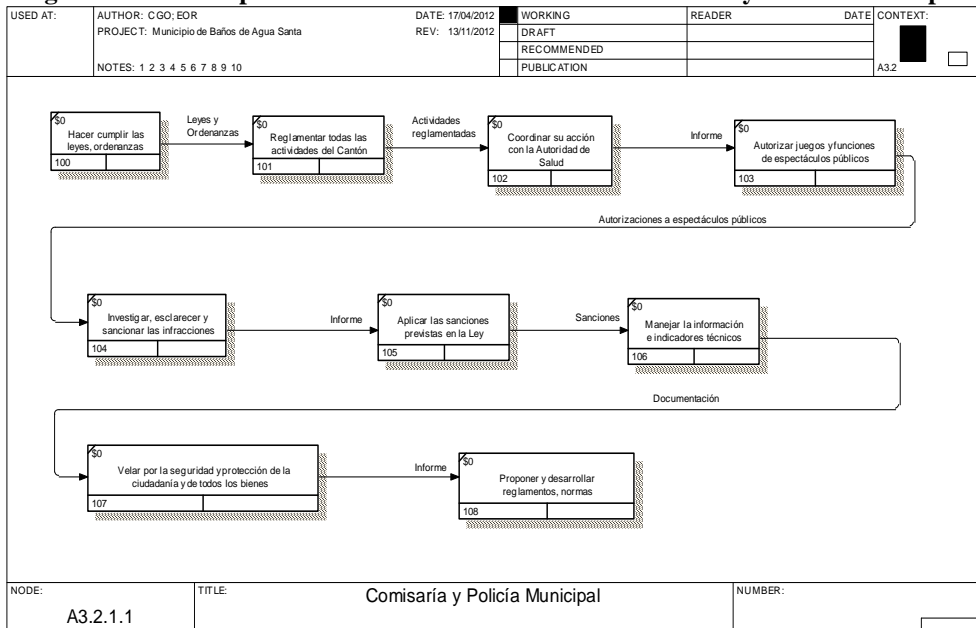 USED AT:
AUTHOR: CGO; EOR
DATE: 17/04/2012
PROJECT: Municipio de Baños de Agua Santa
REV: 13/11/2012
NOTES: 1 2 3 4 5 6 7 8 9 10
WORKING
DRAFT
RECOMMENDED
PUBLICATION
READER
DATE
CONTEXT:
A3.2
$0
Hacer cumplir las
leyes, ordenanzas
100
Leyes y
Ordenanzas
$0
Reglamentar todas las
actividades del Cantón
101
Actividades
reglamentadas
$0
Coordinar su acción
con la Autoridad de
Salud
102
Informe
$0
Autorizar juegos y funciones
de espectáculos públicos
103
Autorizaciones a espectáculos públicos
$0
Investigar, esclarecer y
sancionar las infracciones
104
Informe
$0
Aplicar las sanciones
previstas en la Ley
105
Sanciones
$0
Manejar la información
e indicadores técnicos
106
Documentación
$0
Velar por la seguridad y protección de la
ciudadanía y de todos los bienes
107
Informe
$0
Proponer y desarrollar
reglamentos, normas
108
NODE:
A3.2.1.1
TITLE:
Comisaría y Policía Municipal
NUMBER: